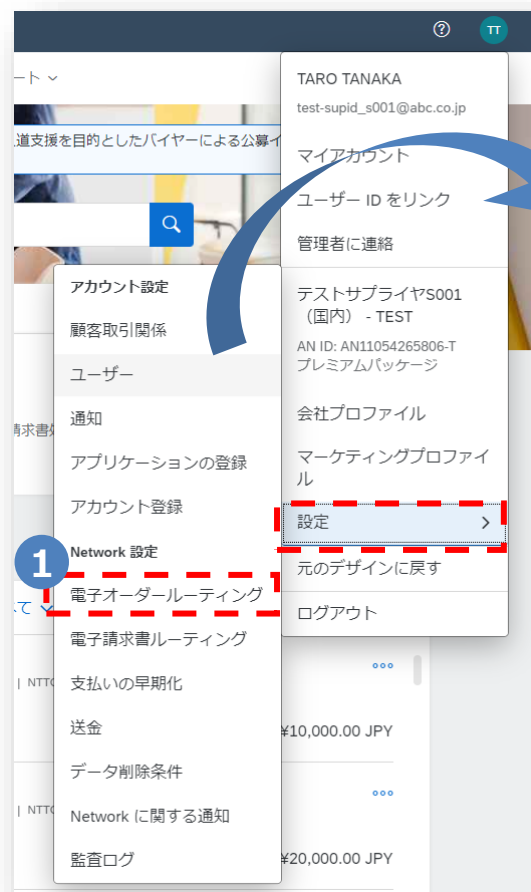 TT
ート
TARO TANAKA
test-supid_s001@abc.co.jp
道支援を目的としたバイヤーによる公募イ
マイアカウント
ユーザー ID をリンク
管理者に連絡
テストサプライヤS001
（国内） - TEST
AN ID: AN11054265806-T
プレミアムパッケージ
会社プロファイル
マーケティングプロファイ
ル
設定
元のデザインに戻す
ログアウト
アカウント設定
顧客取引関係
ユーザー
通知
請求書
アプリケーションの登録
アカウント登録
Network 設定
1
電子オーダールーティング
て
電子請求書ルーティング
支払いの早期化
| NTT
送金
¥10,000.00 JPY
データ削除条件
Network に関する通知
| NTT
監査ログ
¥20,000.00 JPY